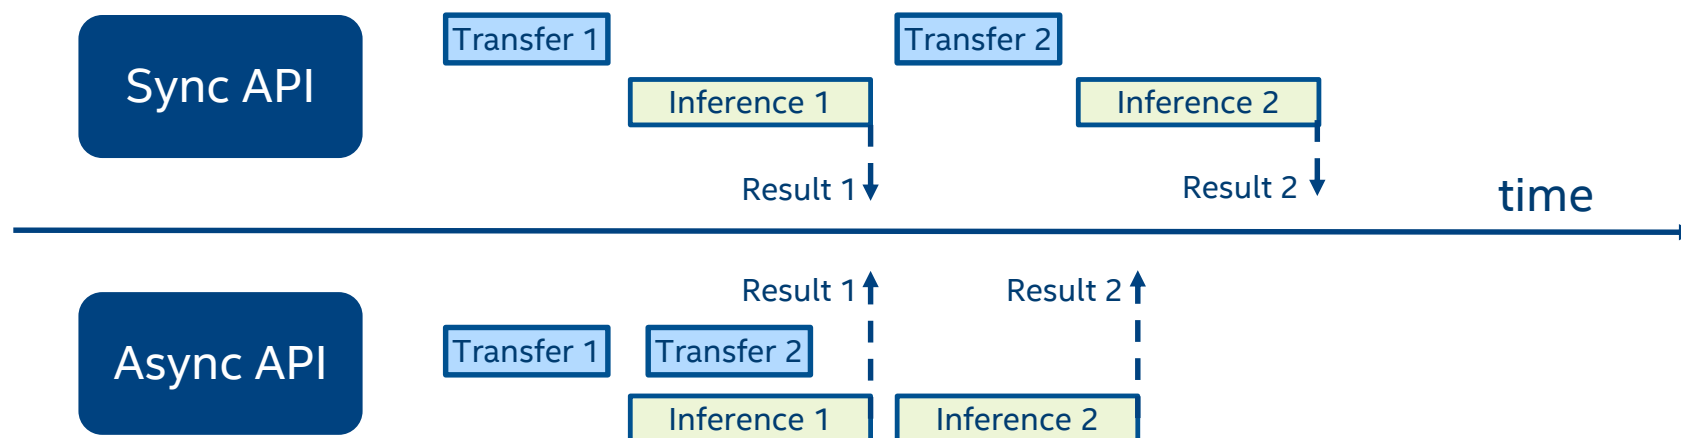 Sync API
Transfer 1
Transfer 2
Inference 1
Inference 2
Result 1
Result 2
time
Result 1
Result 2
Async API
Transfer 1
Transfer 2
Inference 1
Inference 2